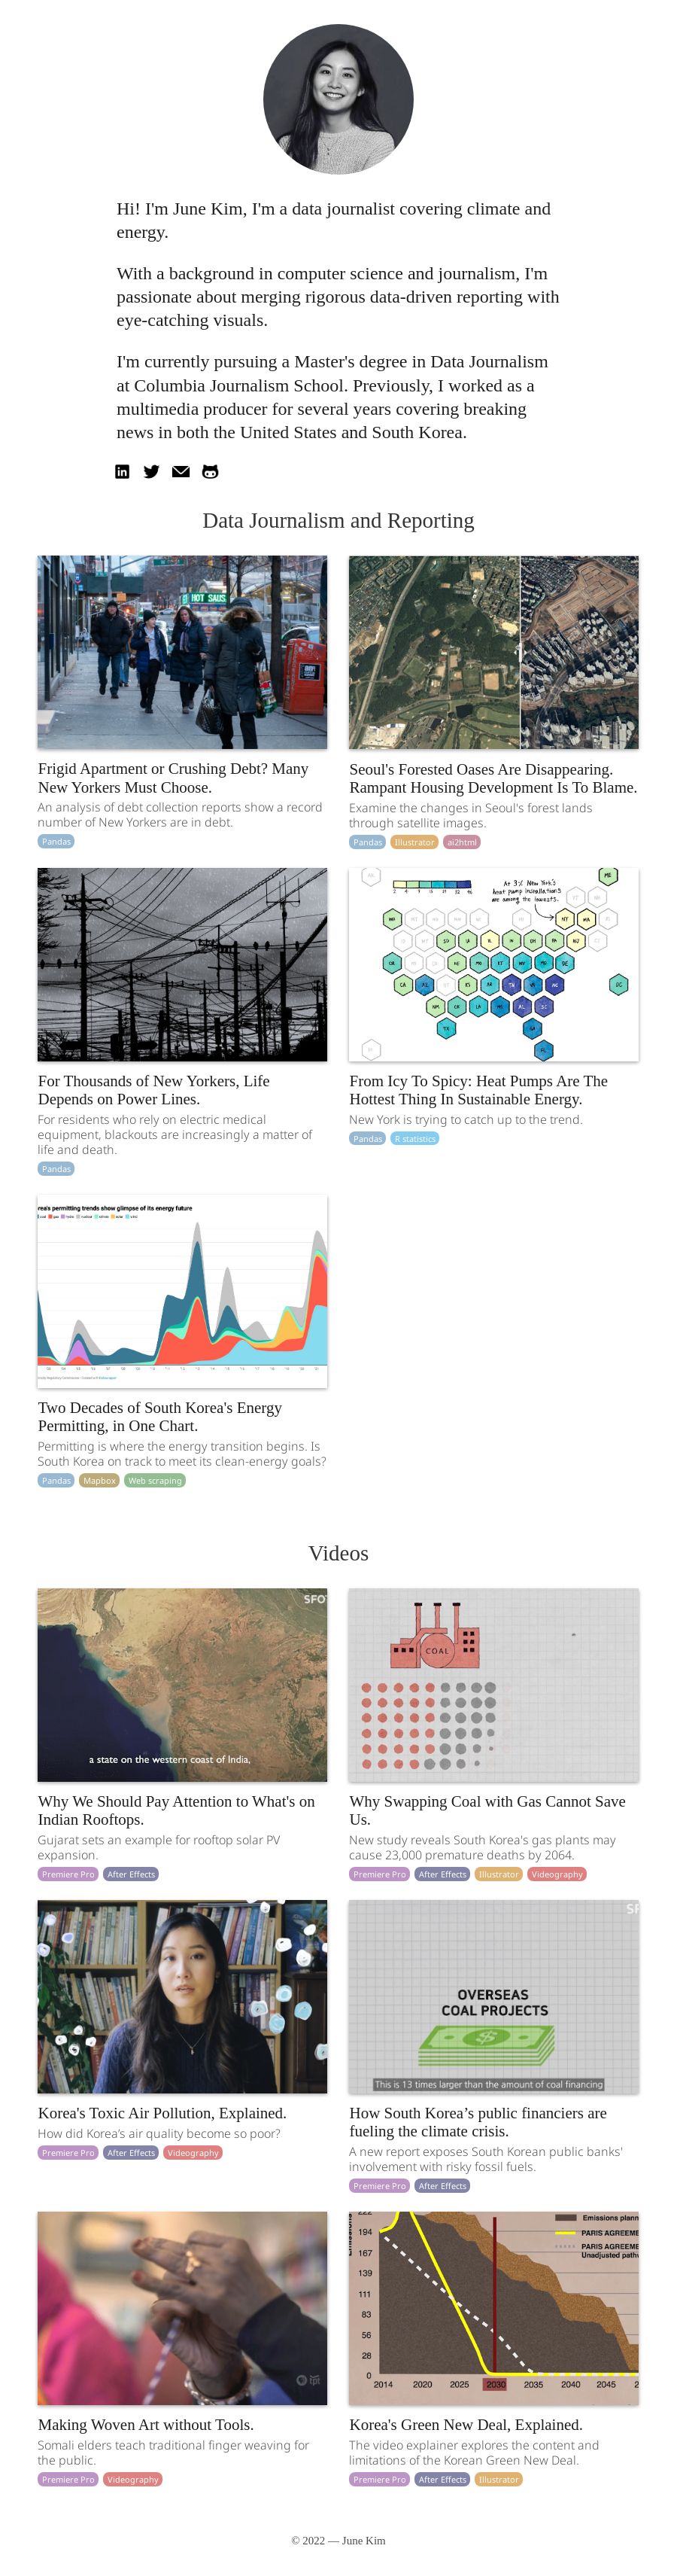 Hi! I'm June Kim, I'm a data journalist covering climate and
energy.
With a background in computer science and journalism, I'm
passionate about merging rigorous data-driven reporting with
eye-catching visuals.
I'm currently pursuing a Master's degree in Data Journalism
at Columbia Journalism School. Previously, I worked as a
multimedia producer for several years covering breaking
news in both the United States and South Korea.
Data Journalism and Reporting
HOT SAUS
Frigid Apartment or Crushing Debt? Many
New Yorkers Must Choose.
An analysis of debt collection reports show a record
number of New Yorkers are in debt.
Pandas
Seoul's Forested Oases Are Disappearing.
Rampant Housing Development Is To Blame.
Examine the changes in Seoul's forest lands
through satellite images.
Pandas Illustrator ai2html
For Thousands of New Yorkers, Life
Depends on Power Lines.
For residents who rely on electric medical
equipment, blackouts are increasingly a matter of
life and death.
Pandas
At 3% New York's
heat pump installations
are among the lowest.
From Icy To Spicy: Heat Pumps Are The
Hottest Thing In Sustainable Energy.
New York is trying to catch up to the trend.
Pandas R statistics
rea's permitting trends show glimpse of its energy future
Two Decades of South Korea's Energy
Permitting, in One Chart.
Permitting is where the energy transition begins. Is
South Korea on track to meet its clean-energy goals?
Pandas Mapbox Web scraping
Videos
SFO
a state on the western coast of India,
Why We Should Pay Attention to What's on
Indian Rooftops.
Gujarat sets an example for rooftop solar PV
expansion.
Premiere Pro After Effects
COAL
Why Swapping Coal with Gas Cannot Save
Us.
New study reveals South Korea's gas plants may
cause 23,000 premature deaths by 2064.
Premiere Pro After Effects Illustrator Videography
Korea's Toxic Air Pollution, Explained.
How did Korea's air quality become so poor?
Premiere Pro After Effects Videography
OVERSEAS
COAL PROJECTS
This is 13 times larger than the amount of coal financing
How South Korea’s public financiers are
fueling the climate crisis.
A new report exposes South Korean public banks'
involvement with risky fossil fuels.
Premiere Pro After Effects
PBS
Making Woven Art without Tools.
Somali elders teach traditional finger weaving for
the public.
Premiere Pro Videography
Emissions plann
PARIS AGREEME
PARIS AGREEME
Unadjusted pathw
222
194
167
139
111
83
56
28
0
2014 2020 2025 2030 2035 2040 2045 2
Korea's Green New Deal, Explained.
The video explainer explores the content and
limitations of the Korean Green New Deal.
Premiere Pro After Effects Illustrator
© 2022 — June Kim